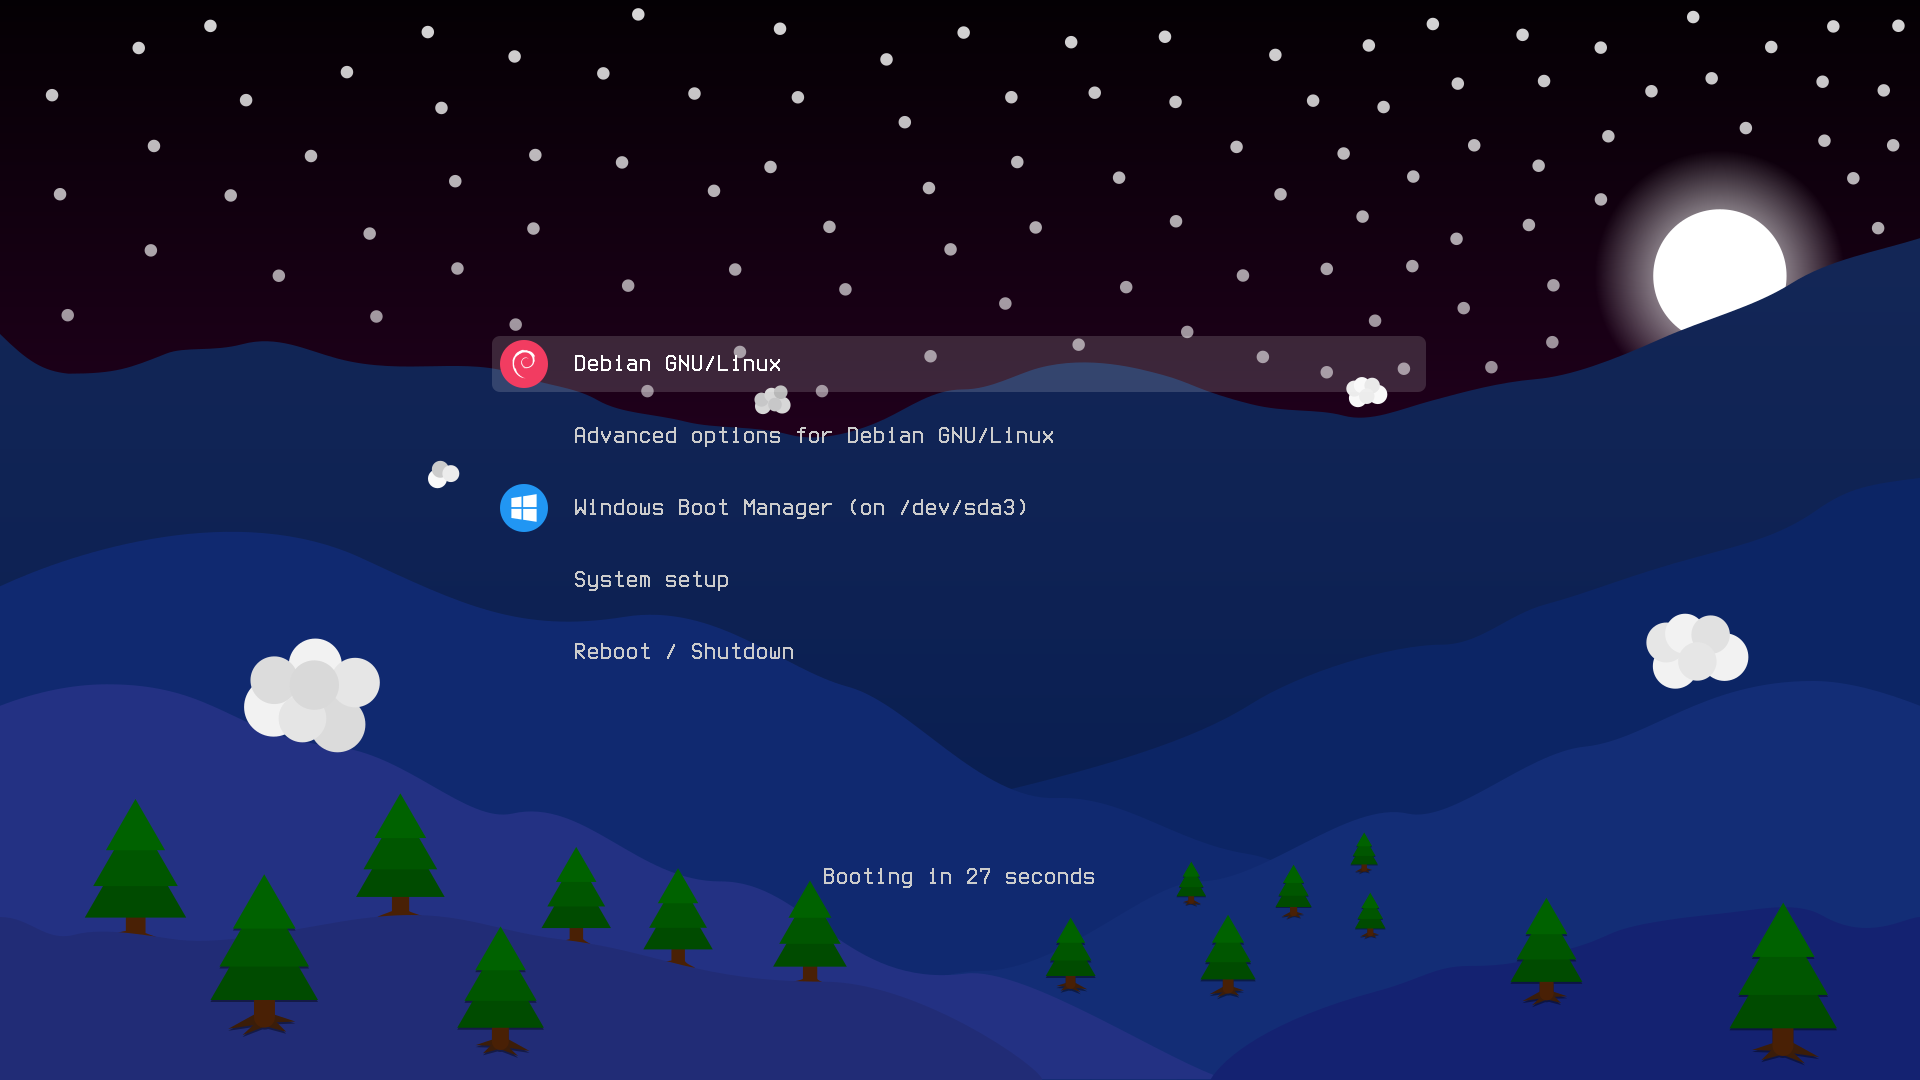 Debian GNU/Linux
Advanced options for Debian GNU/Linux
Windows Boot Manager (on /dev/sda3)
System setup
Reboot / Shutdown
Booting in 27 seconds